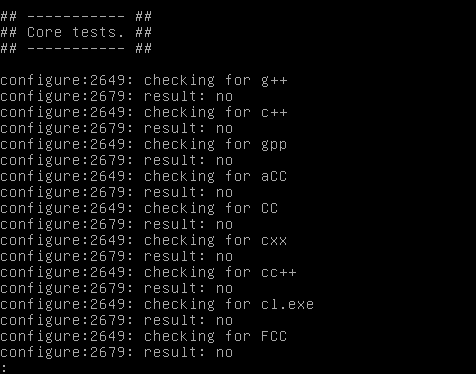 ## ----------- ##
## Core tests. ##
## ----------- ##
configure:2649: checking for g++
configure:2679: result: no
configure:2649: checking for c++
configure:2679: result: no
configure:2649: checking for gpp
configure:2679: result: no
configure:2649: checking for aCC
configure:2679: result: no
configure:2649: checking for CC
configure:2679: result: no
configure:2649: checking for cxx
configure:2679: result: no
configure:2649: checking for cc++
configure:2679: result: no
configure:2649: checking for cl.exe
configure:2679: result: no
configure:2649: checking for FCC
configure:2679: result: no
: